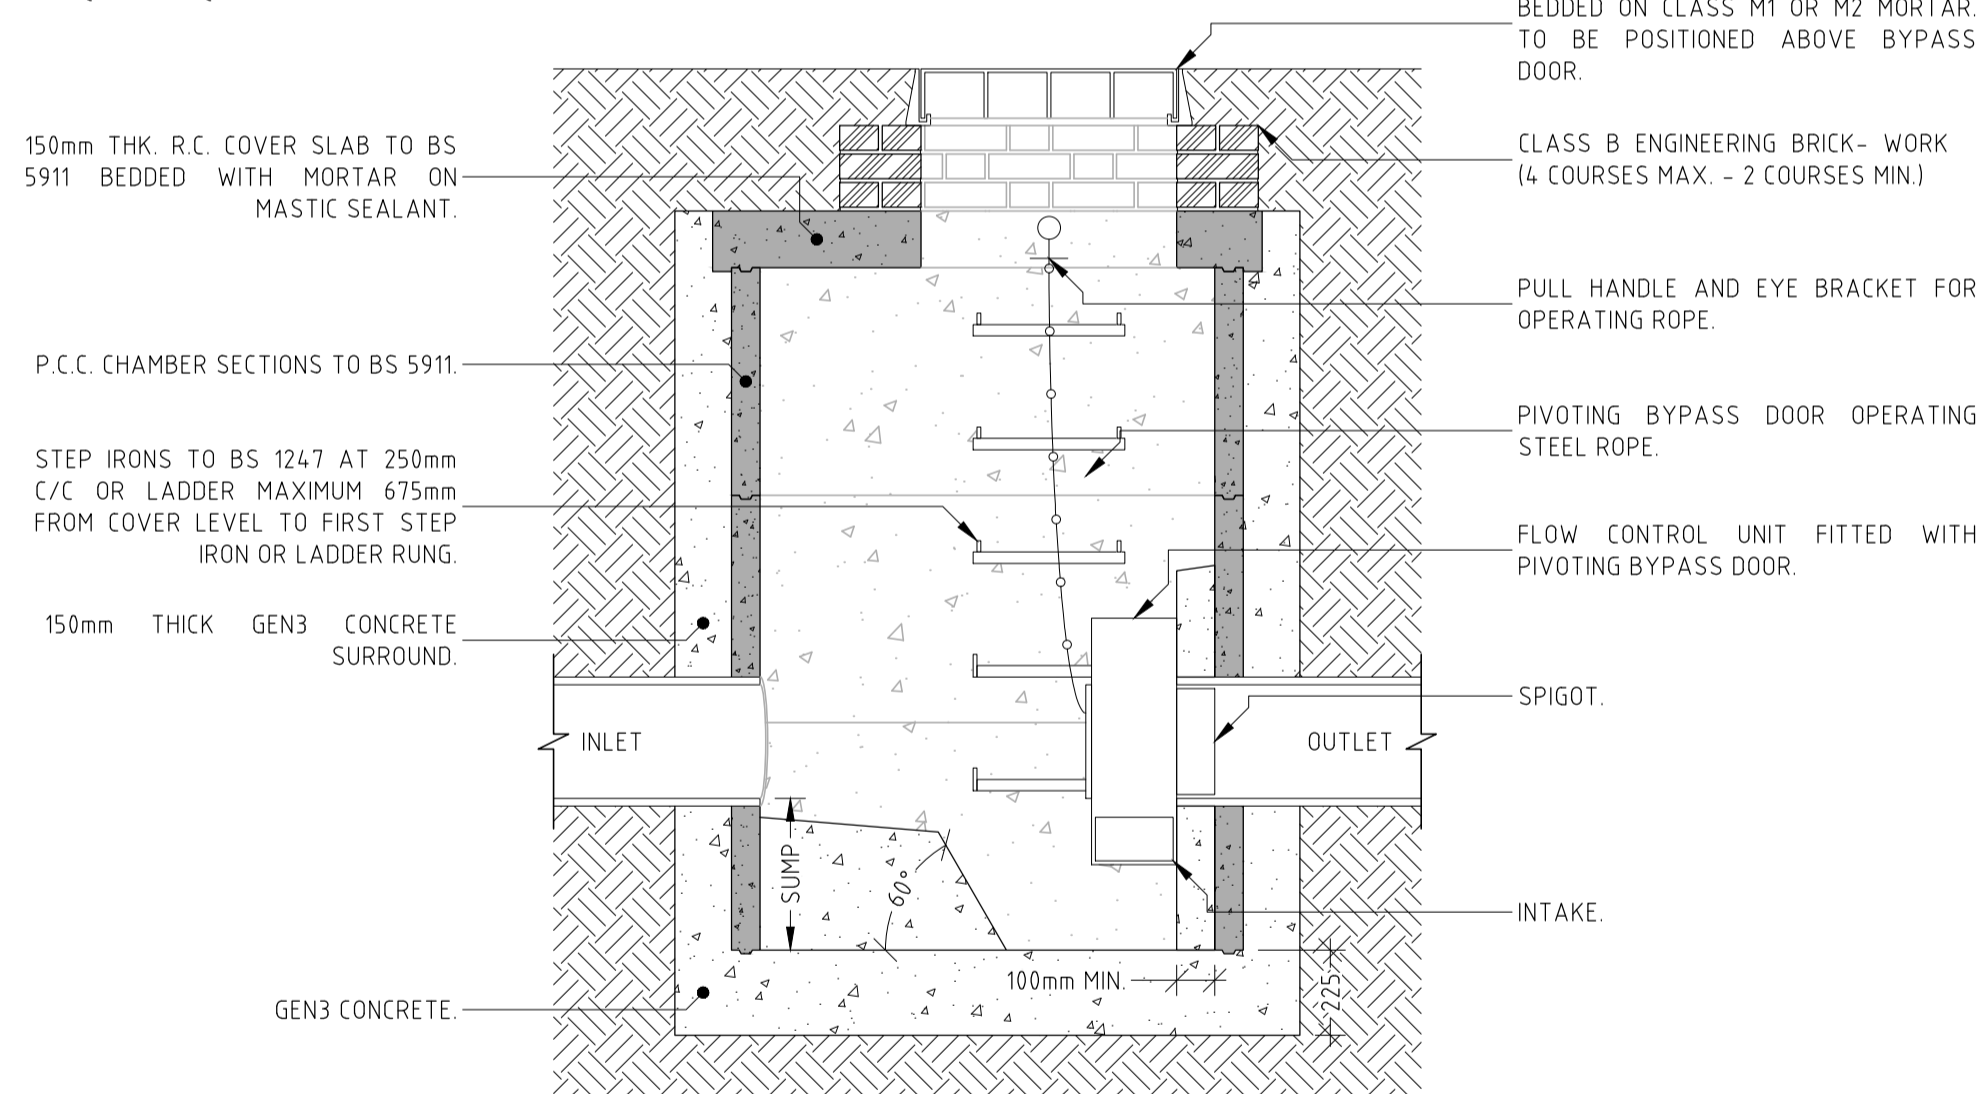 BEDDED ON CLASS M1 OR M2 MORTAR.
TO BE POSITIONED ABOVE BYPASS
DOOR.
150mm THK. R.C. COVER SLAB TO BS
5911 BEDDED WITH MORTAR ON
MASTIC SEALANT.
CLASS B ENGINEERING BRICK- WORK
(4 COURSES MAX. - 2 COURSES MIN.)
PULL HANDLE AND EYE BRACKET FOR
OPERATING ROPE.
P.C.C. CHAMBER SECTIONS TO BS 5911.
PIVOTING BYPASS DOOR OPERATING
STEEL ROPE.
STEP IRONS TO BS 1247 AT 250mm
C/C OR LADDER MAXIMUM 675mm
FROM COVER LEVEL TO FIRST STEP
IRON OR LADDER RUNG.
FLOW CONTROL UNIT FITTED WITH
PIVOTING BYPASS DOOR.
150mm THICK GEN3 CONCRETE
SURROUND.
SPIGOT.
INLET
OUTLET
SUMP
60°
INTAKE.
100mm MIN.
225
GEN3 CONCRETE.